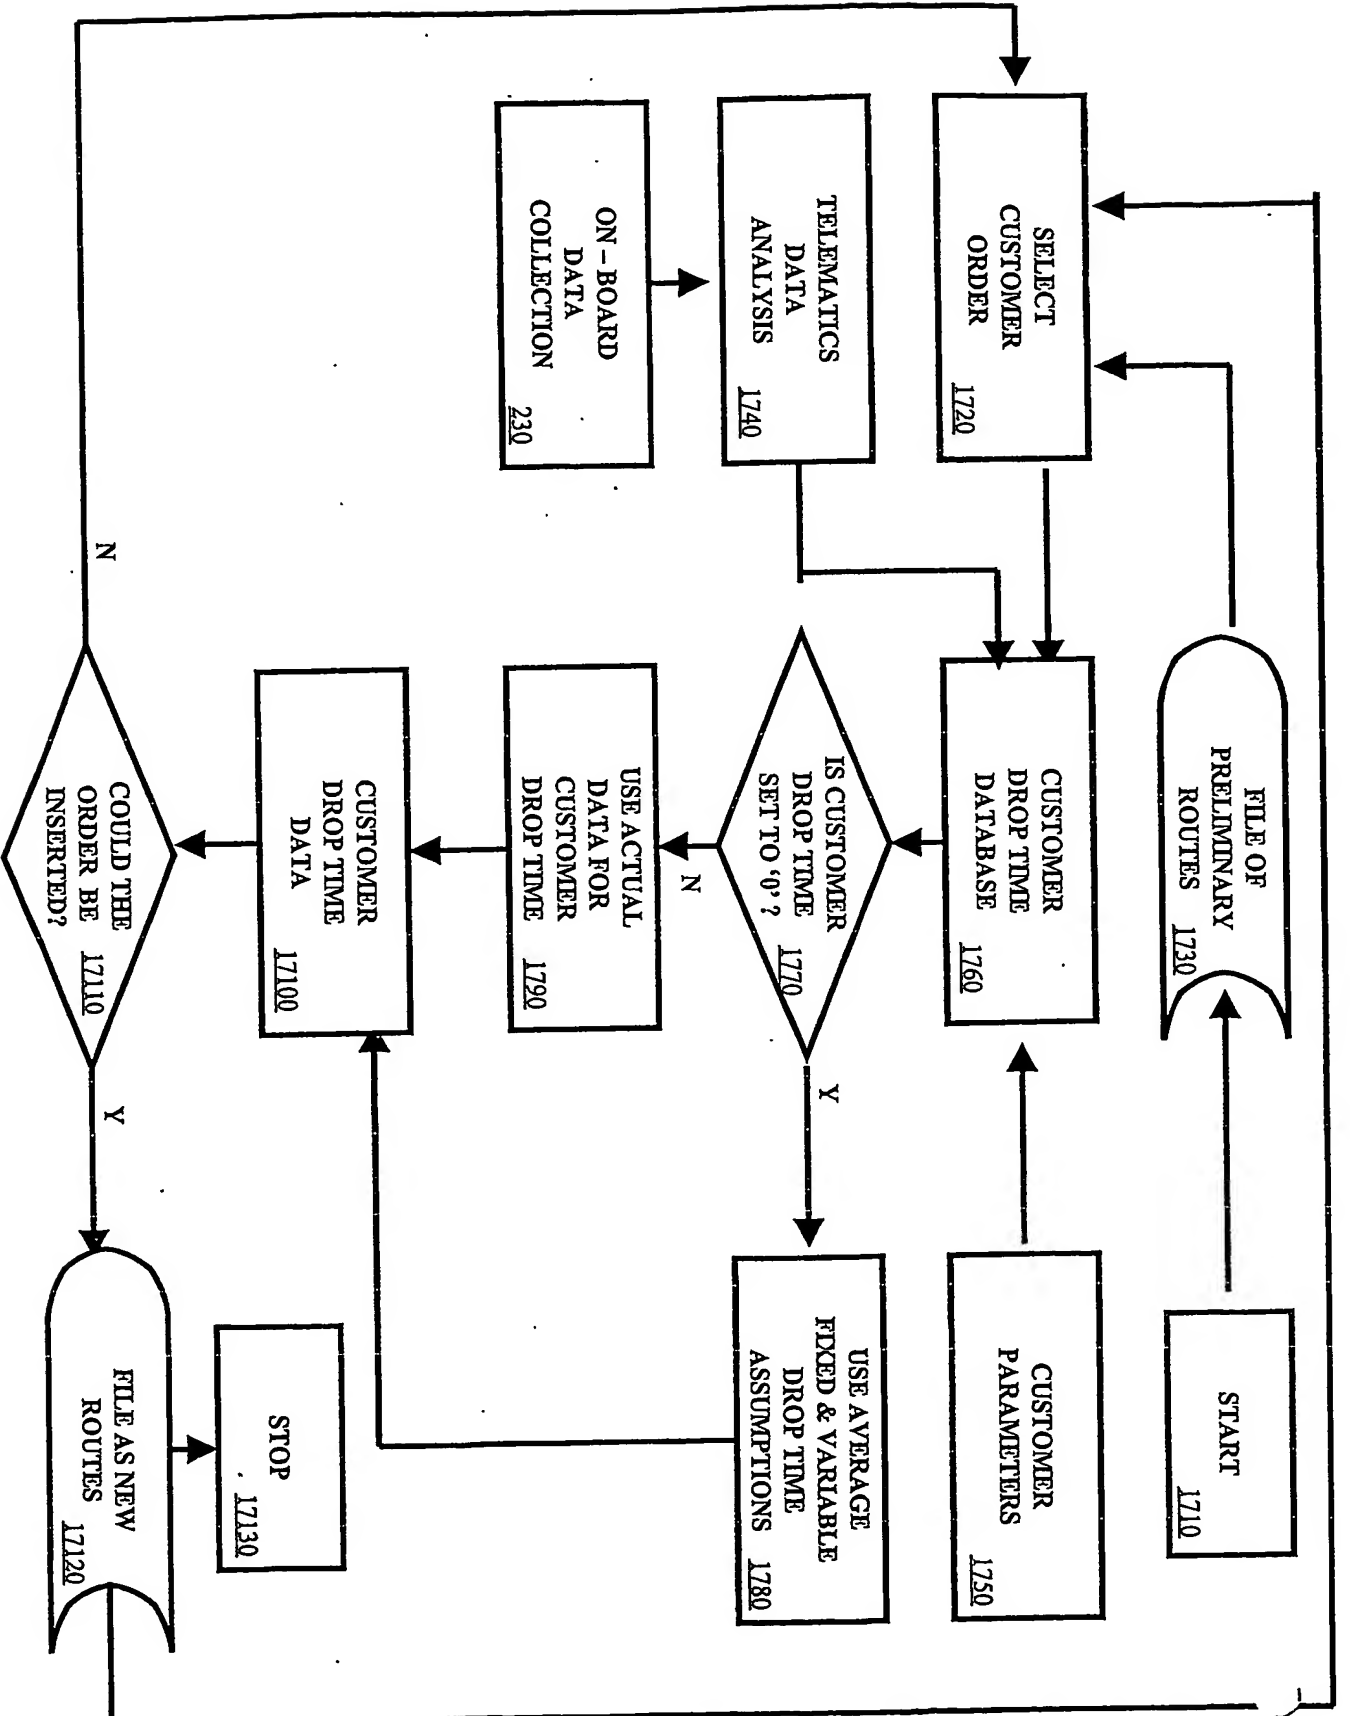 START
1710
FILE OF
PRELIMINARY
ROUTES
1730
SELECT
CUSTOMER
ORDER
1720
CUSTOMER
PARAMETERS
1750
CUSTOMER
DROP TIME
DATABASE
1760
TELEMATICS
DATA
ANALYSIS
1740
ON – BOARD
DATA
COLLECTION
230
IS CUSTOMER
DROP TIME
SET TO ‘0’ ?
1770
Y
N
USE AVERAGE
FIXED & VARIABLE
DROP TIME
ASSUMPTIONS
1780
USE ACTUAL
DATA FOR
CUSTOMER
DROP TIME
1790
CUSTOMER
DROP TIME
DATA
17100
COULD THE
ORDER BE
INSERTED?
17110
N
Y
STOP
17130
FILE AS NEW
ROUTES
17120